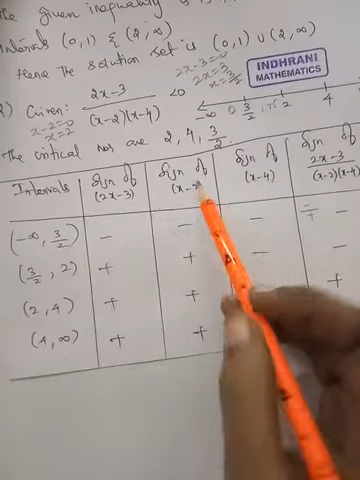 the given inequality is
Intervals (0,1) & (2,∞)
Hence the solution set is (0,1) ∪ (2,∞)
INDHRANI
MATHEMATICS
2x-3=0
2x=3
x=3/2
2) Given: 2x-3/(x-2)(x-4) <0
x-2=0
x=2
-∞ 0 3/2 1.75 2 4
The critical nos are 2, 4, 3/2.
Intervals Sign of (2x-3) Sign of (x- Sign of (x-4) Sign of 2x-3/(x-2)(x-4)
(-∞, 3/2) - - - -/+ -
(3/2, 2) + + - -
(2,4) + + - +
(4,∞) + +